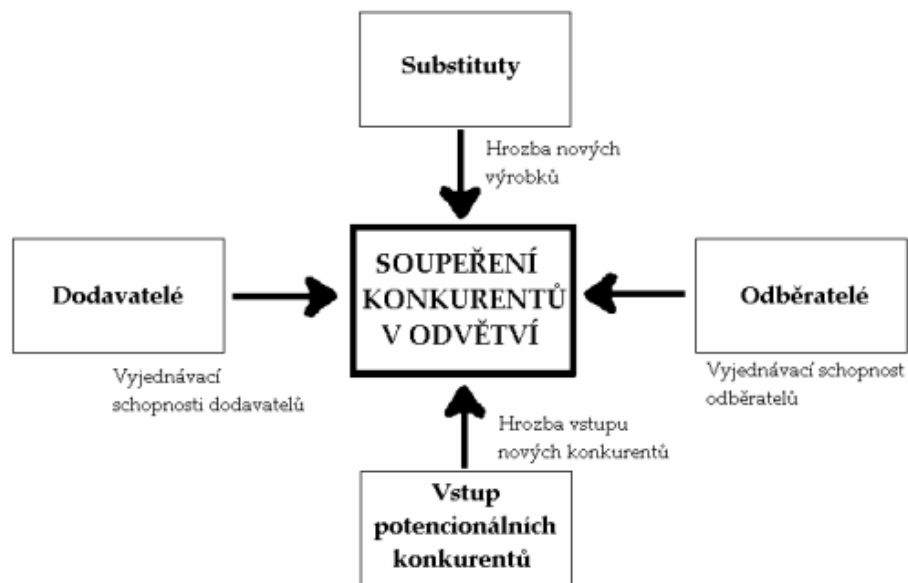 Substituty
Hrozba nových
výrobků
Dodavatelé
SOUPEŘENÍ
KONKURENTŮ
V ODVĚTVÍ
Odběratelé
Vyjednávací
schopnosti dodavatelů
Vyjednávací schopnost
odběratelů
Hrozba vstupu
nových konkurentů
Vstup
potencionálních
konkurentů